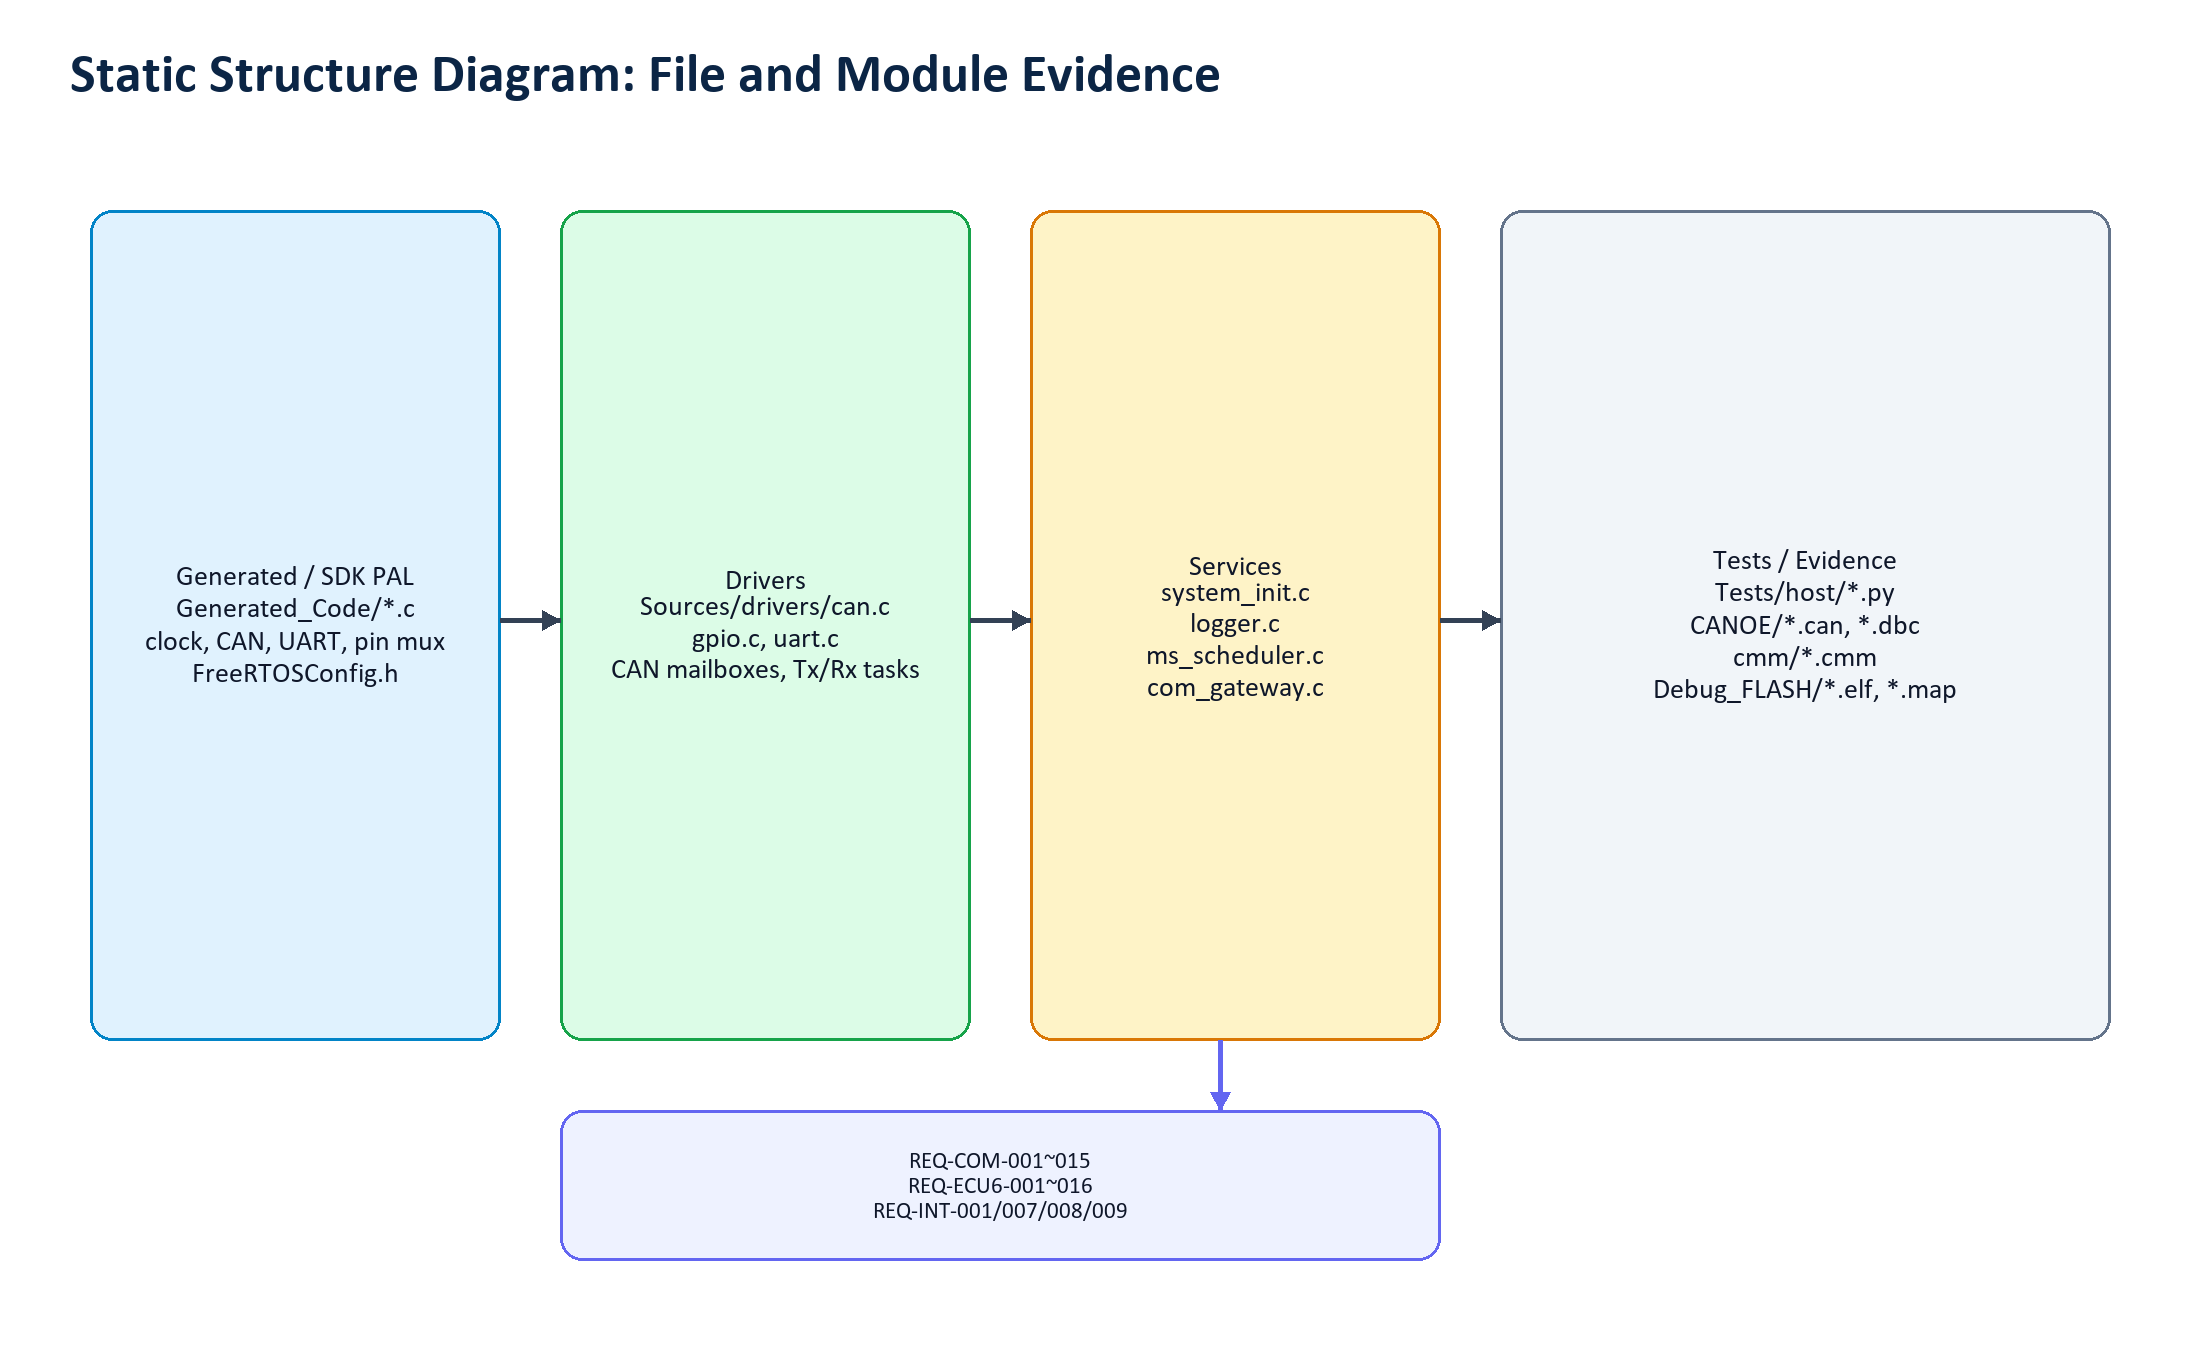 Static Structure Diagram: File and Module Evidence
Generated / SDK PAL
Generated_Code/*.c
clock, CAN, UART, pin mux
FreeRTOSConfig.h
Drivers
Sources/drivers/can.c
gpio.c, uart.c
CAN mailboxes, Tx/Rx tasks
Services
system_init.c
logger.c
ms_scheduler.c
com_gateway.c
Tests / Evidence
Tests/host/*.py
CANOE/*.can, *.dbc
cmm/*.cmm
Debug_FLASH/*.elf, *.map
REQ-COM-001~015
REQ-ECU6-001~016
REQ-INT-001/007/008/009